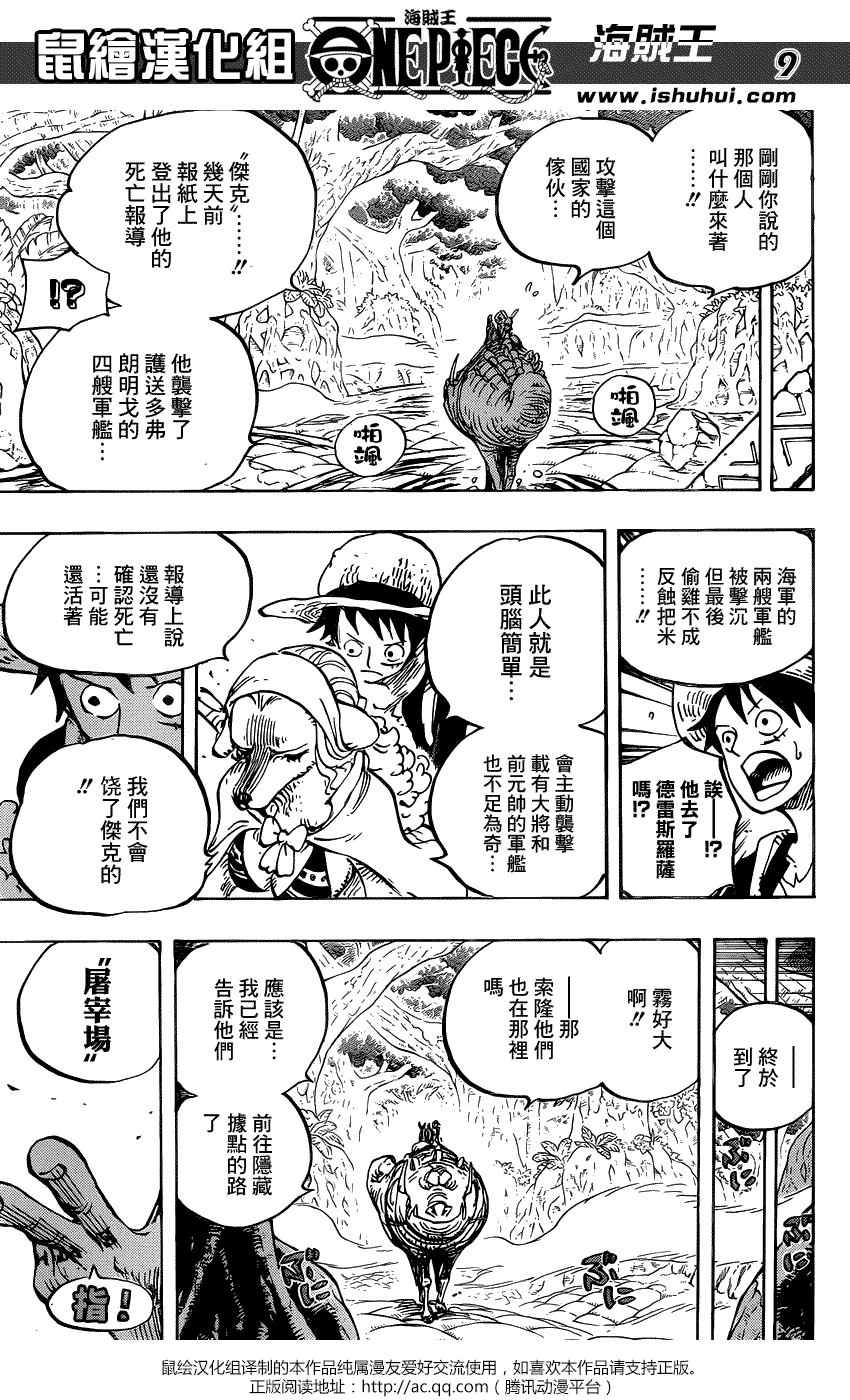 鼠繪漢化組
海賊王
ONE PIECE
海賊王
9
www.ishuhui.com
剛剛你說的
那個人
叫什麼來著
……!!
攻擊這個
國家的
傢伙…
〝傑克〞……!!
幾天前
報紙上
登出了他的
死亡報導
!?
他襲擊了
護送多弗
朗明戈的
四艘軍艦…
啪颯
啪颯
海軍的
兩艘軍艦
被擊沉
但最後
偷雞不成
反蝕把米
……!!
誒——!?
他去了
德雷斯羅薩
嗎!?
此人就是
頭腦簡單…
會主動襲擊
載有大將和
前元帥的軍艦
也不足為奇…
報導上說
還沒有
確認死亡
…可能
還活著
我們不會
饶了傑克的
!!
——
終於
到了
霧好大
啊!!
——那
索隆他們
也在那裡
嗎
應該是…
我已經
告訴他們
前往隱藏
據點的路
了
〝屠宰場〞
指!
鼠绘汉化组译制的本作品纯属漫友爱好交流使用，如喜欢本作品请支持正版。
正版阅读地址：http://ac.qq.com（腾讯动漫平台）